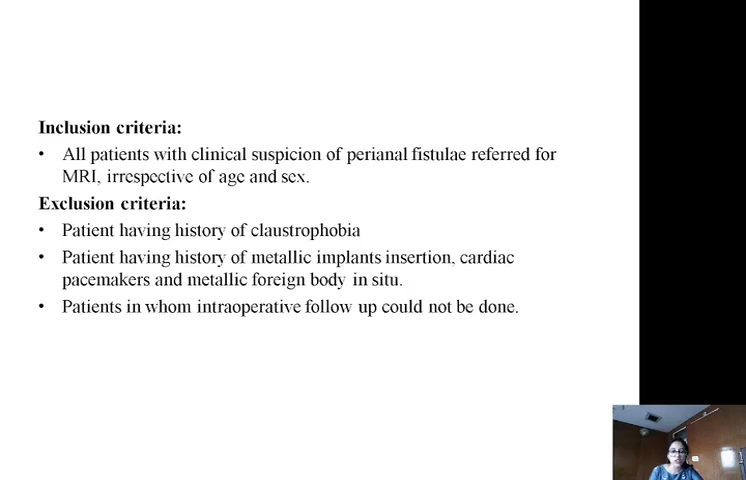 Inclusion criteria:
• All patients with clinical suspicion of perianal fistulae referred for
MRI, irrespective of age and sex.
Exclusion criteria:
• Patient having history of claustrophobia
• Patient having history of metallic implants insertion, cardiac
pacemakers and metallic foreign body in situ.
• Patients in whom intraoperative follow up could not be done.